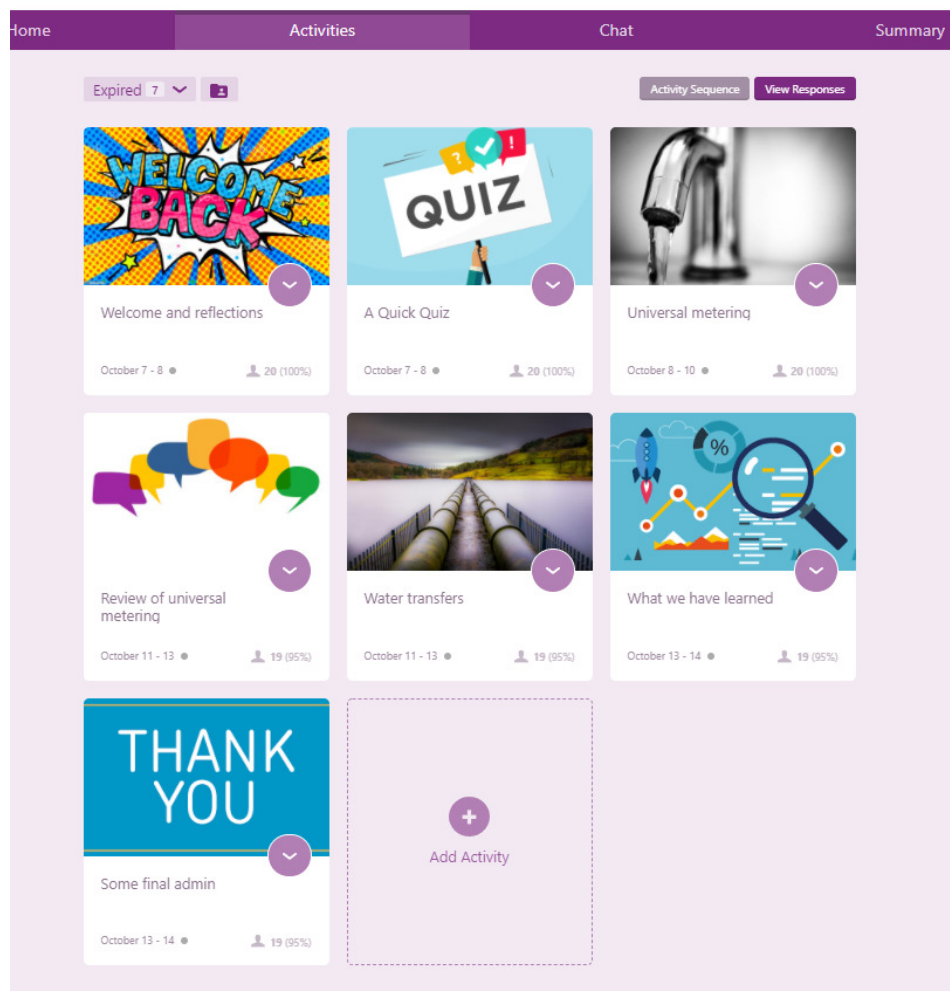 Home Activities Chat Summary
Expired 7 Activity Sequence View Responses
WELCOME
BACK
? !
QUIZ
Welcome and reflections
October 7 - 8 20 (100%)
A Quick Quiz
October 7 - 8 20 (100%)
Universal metering
October 8 - 10 20 (100%)
Review of universal
metering
October 11 - 13 19 (95%)
Water transfers
October 11 - 13 19 (95%)
%
What we have learned
October 13 - 14 19 (95%)
THANK
YOU
Some final admin
October 13 - 14 19 (95%)
+
Add Activity